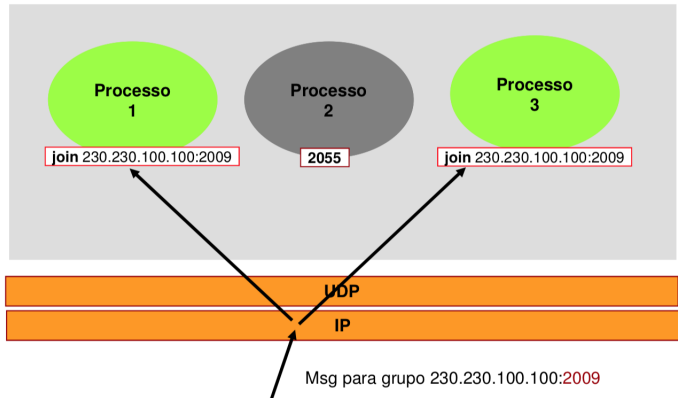 Processo
1
Processo
2
Processo
3
join 230.230.100.100:2009
2055
join 230.230.100.100:2009
UDP
IP
Msg para grupo 230.230.100.100:2009